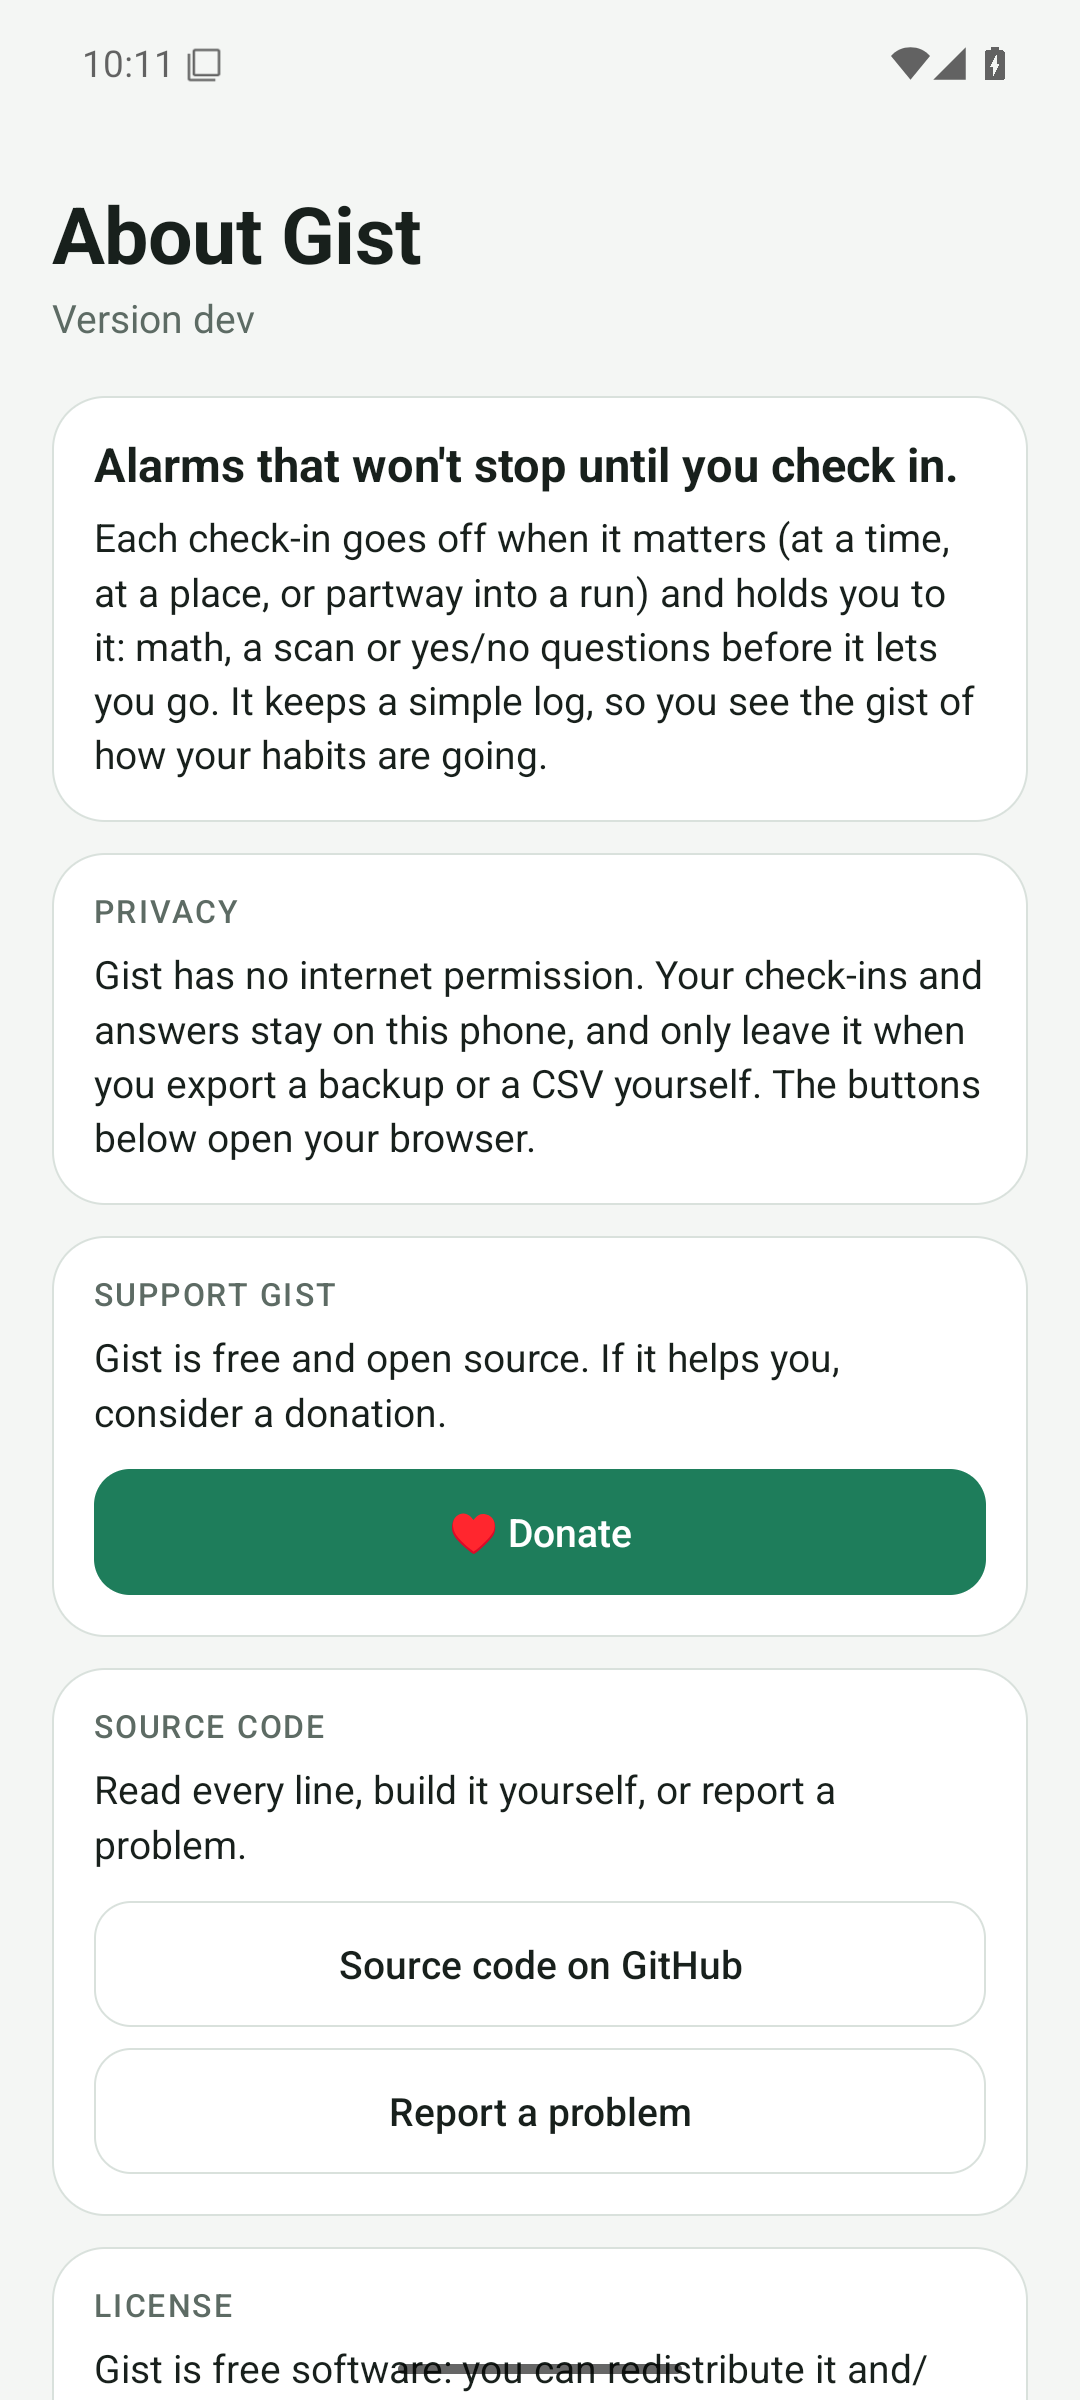 10:11
About Gist
Version dev
Alarms that won't stop until you check in.
Each check-in goes off when it matters (at a time,
at a place, or partway into a run) and holds you to
it: math, a scan or yes/no questions before it lets
you go. It keeps a simple log, so you see the gist of
how your habits are going.
PRIVACY
Gist has no internet permission. Your check-ins and
answers stay on this phone, and only leave it when
you export a backup or a CSV yourself. The buttons
below open your browser.
SUPPORT GIST
Gist is free and open source. If it helps you,
consider a donation.
❤️ Donate
SOURCE CODE
Read every line, build it yourself, or report a
problem.
Source code on GitHub
Report a problem
LICENSE
Gist is free software: you can redistribute it and/